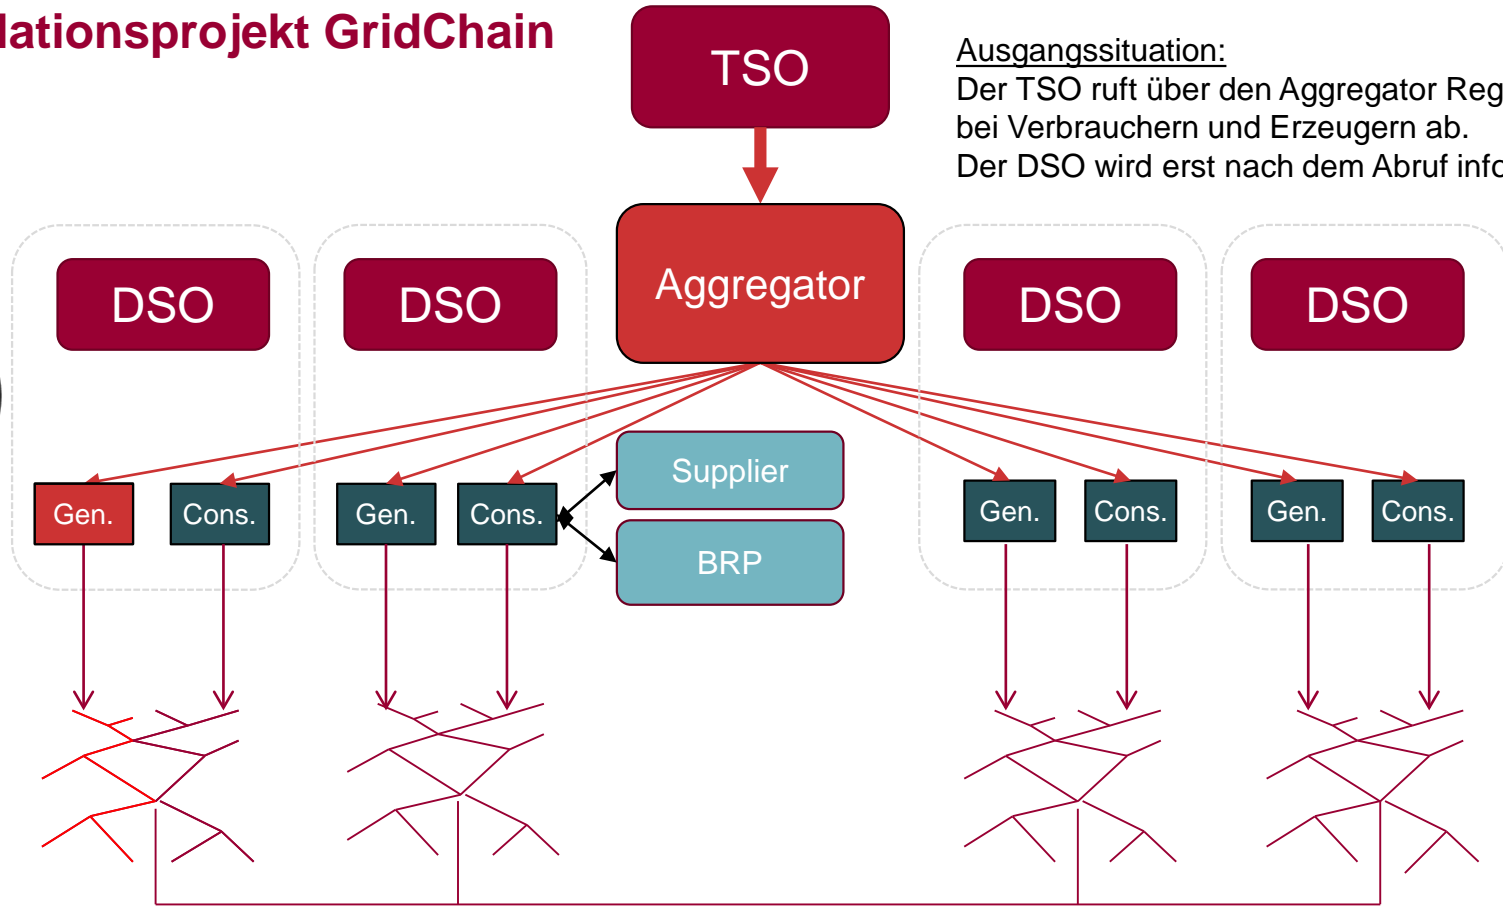 lationsprojekt GridChain
TSO
Ausgangssituation:
Der TSO ruft über den Aggregator Reg
bei Verbrauchern und Erzeugern ab.
Der DSO wird erst nach dem Abruf info
DSO
DSO
Aggregator
DSO
DSO
Supplier
Gen.
Cons.
Gen.
Cons.
Gen.
Cons.
Gen.
Cons.
BRP